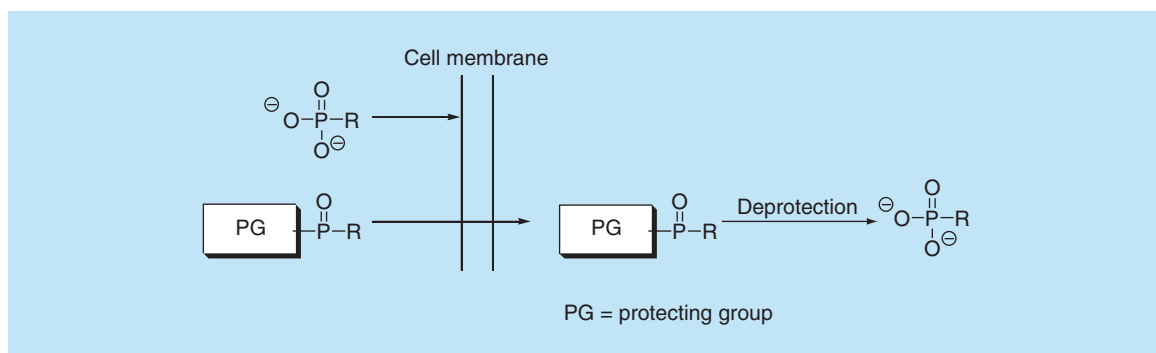 Cell membrane
O
⊖
O–P–R
O⊖
O
PG
P–R
O
PG
P–R
Deprotection
O
⊖
O–P–R
O⊖
PG = protecting group